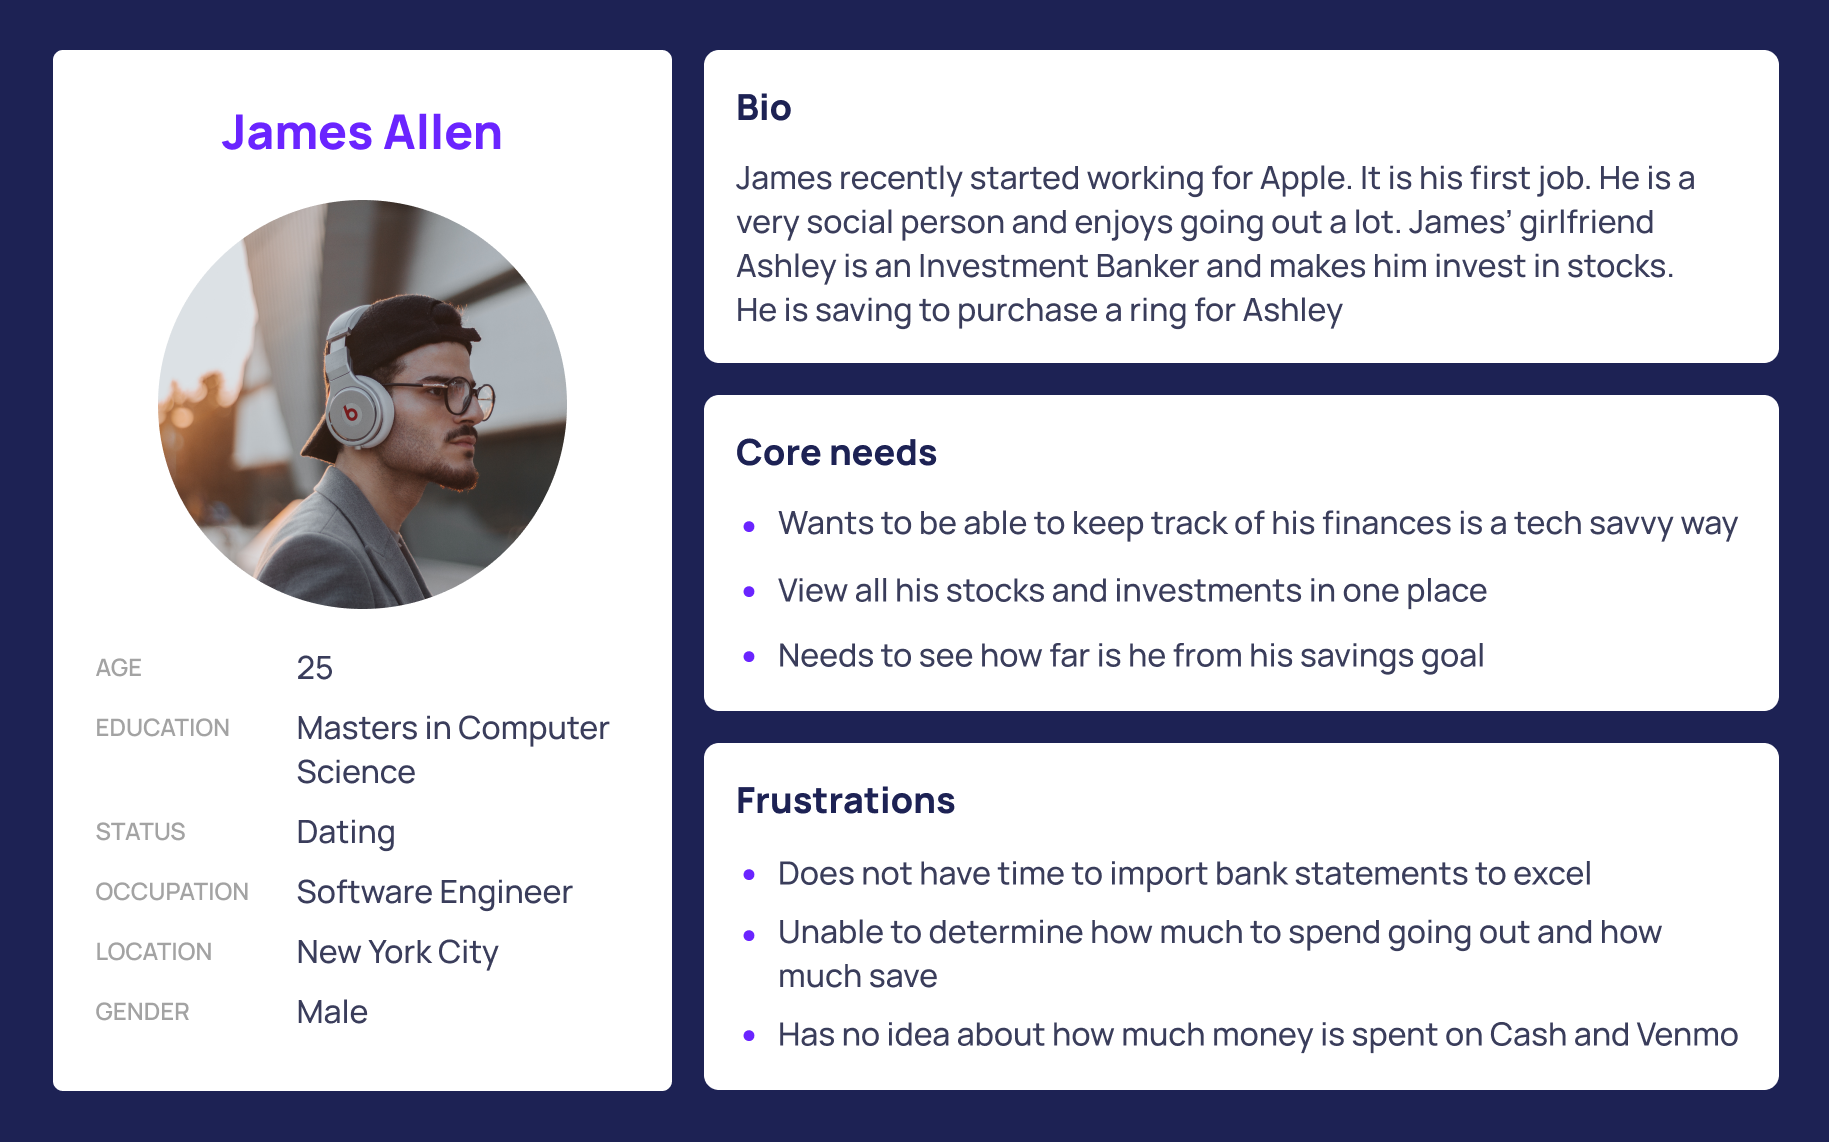 James Allen
AGE 25
EDUCATION Masters in Computer
Science
STATUS Dating
OCCUPATION Software Engineer
LOCATION New York City
GENDER Male
Bio
James recently started working for Apple. It is his first job. He is a
very social person and enjoys going out a lot. James’ girlfriend
Ashley is an Investment Banker and makes him invest in stocks.
He is saving to purchase a ring for Ashley
Core needs
• Wants to be able to keep track of his finances is a tech savvy way
• View all his stocks and investments in one place
• Needs to see how far is he from his savings goal
Frustrations
• Does not have time to import bank statements to excel
• Unable to determine how much to spend going out and how
much save
• Has no idea about how much money is spent on Cash and Venmo